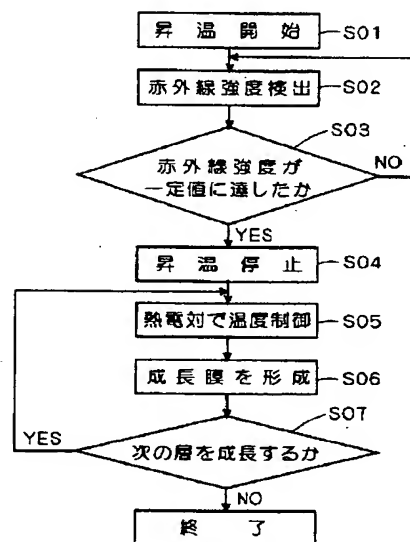 昇温開始
S01
赤外線強度検出
S02
S03
赤外線強度が
一定値に達したか
NO
YES
昇温停止
S04
熱電対で温度制御
S05
成長膜を形成
S06
S07
YES
次の層を成長するか
NO
終了